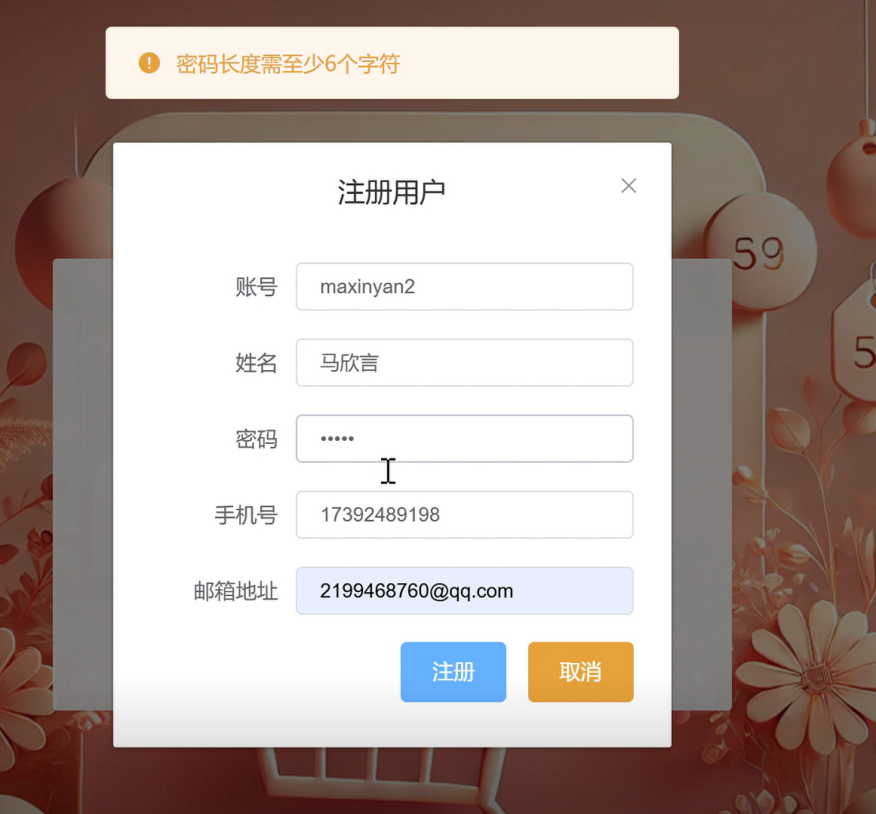 密码长度需至少6个字符
注册用户
账号 maxinyan2
姓名 马欣言
密码 •••••
手机号 17392489198
邮箱地址 2199468760@qq.com
注册 取消
59
5